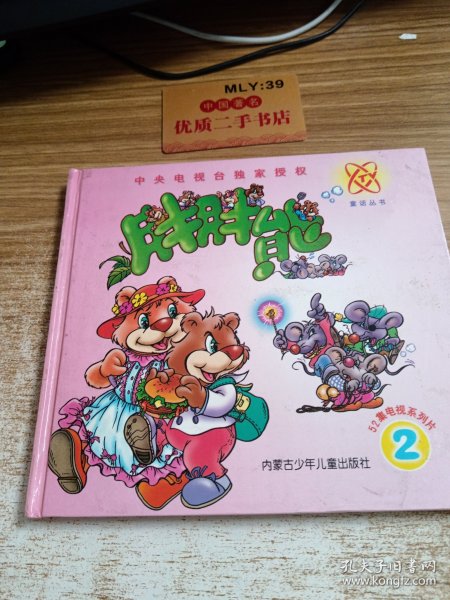 MLY:39
中国著名
优质二手书店
中央电视台独家授权
TV
童话丛书
胖胖熊
52集电视系列片
2
内蒙古少年儿童出版社
孔夫子旧书网
www.kongfz.com